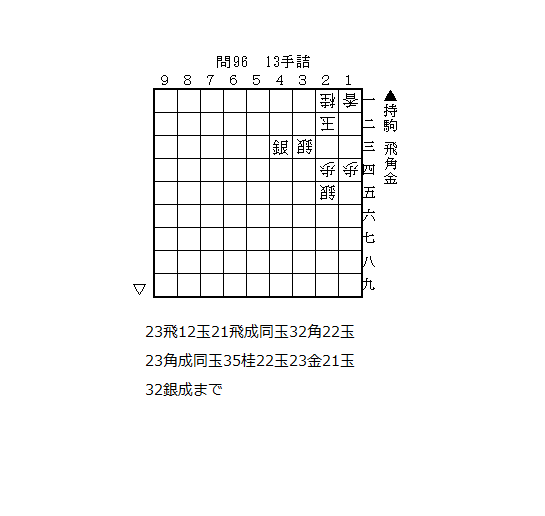 問96 13手詰
9 8 7 6 5 4 3 2 1
桂 香 一
玉 二
銀 銀 三
歩 歩 四
銀 五
六
七
八
九
▲持駒 飛角金
▽
23飛12玉21飛成同玉32角22玉
23角成同玉35桂22玉23金21玉
32銀成まで